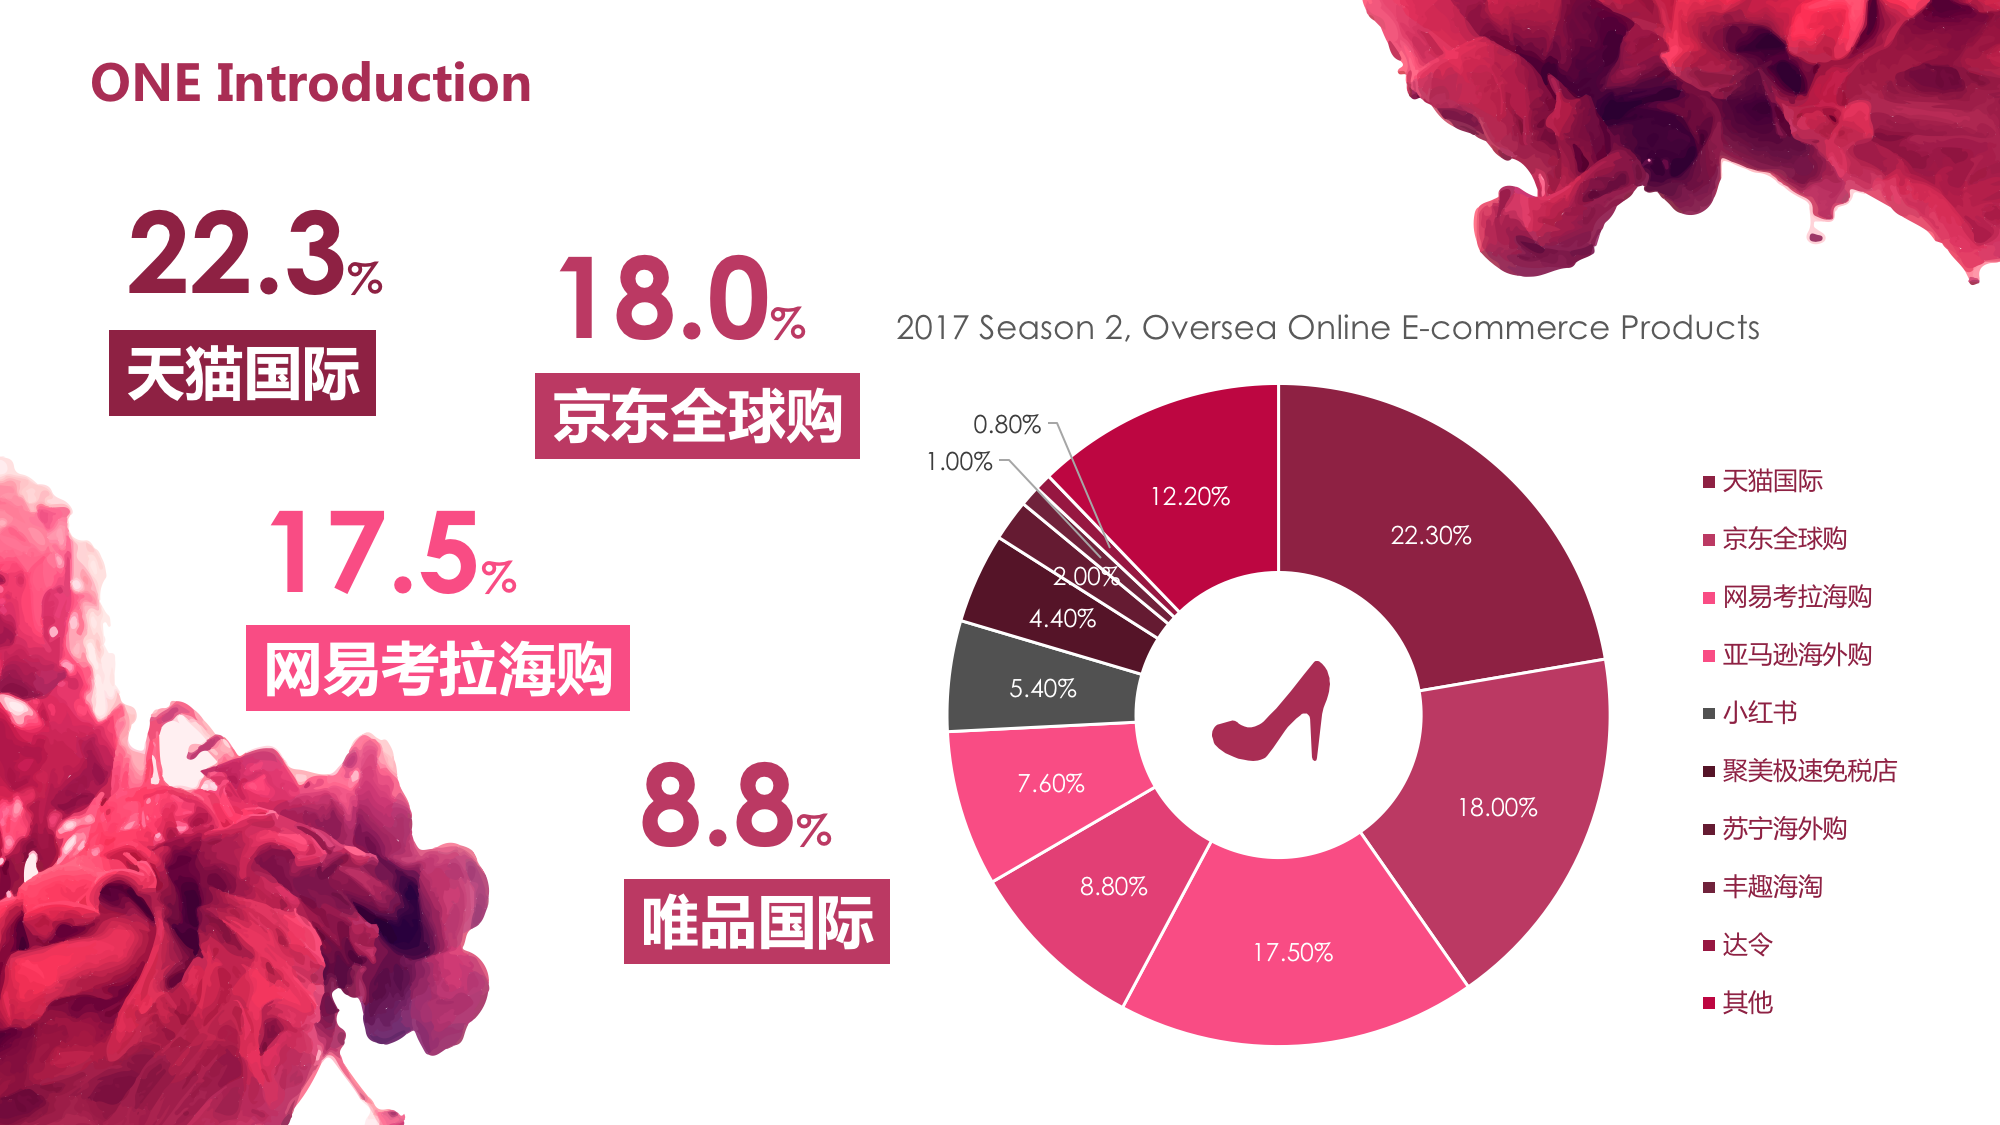 ONE Introduction
22.3%
天猫国际
18.0%
京东全球购
17.5%
网易考拉海购
8.8%
唯品国际
2017 Season 2, Oversea Online E-commerce Products
0.80%
1.00%
12.20%
22.30%
2.00%
4.40%
5.40%
7.60%
18.00%
8.80%
17.50%
天猫国际
京东全球购
网易考拉海购
亚马逊海外购
小红书
聚美极速免税店
苏宁海外购
丰趣海淘
达令
其他